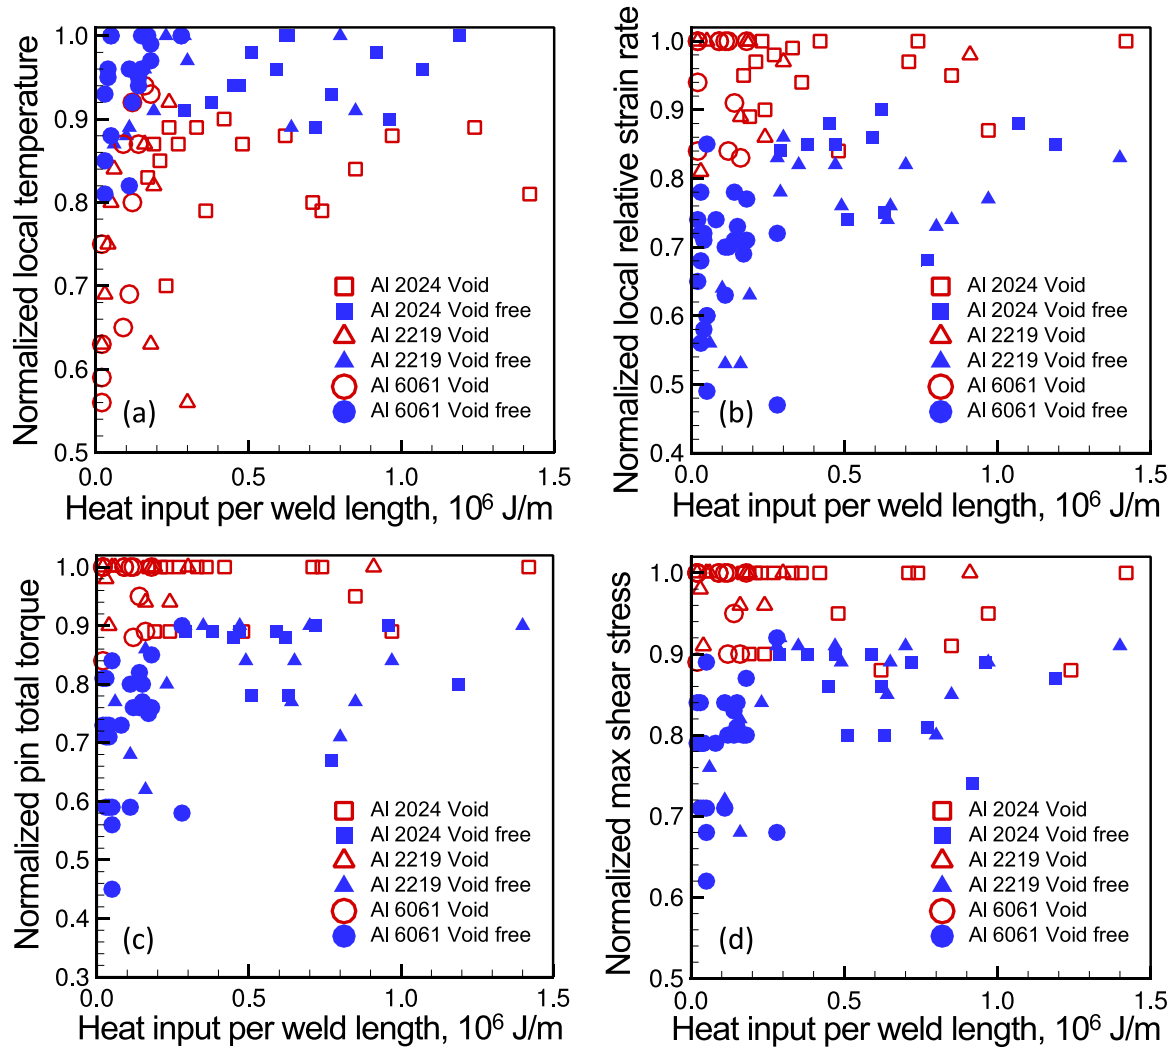 Normalized local temperature
1.0
0.9
0.8
0.7
0.6
0.5
Al 2024 Void
Al 2024 Void free
Al 2219 Void
Al 2219 Void free
Al 6061 Void
Al 6061 Void free
(a)
0.0 0.5 1.0 1.5
Heat input per weld length, 10⁶ J/m
Normalized local relative strain rate
1.0
0.9
0.8
0.7
0.6
0.5
0.4
Al 2024 Void
Al 2024 Void free
Al 2219 Void
Al 2219 Void free
Al 6061 Void
Al 6061 Void free
(b)
0.0 0.5 1.0 1.5
Heat input per weld length, 10⁶ J/m
Normalized pin total torque
1.0
0.9
0.8
0.7
0.6
0.5
0.4
0.3
Al 2024 Void
Al 2024 Void free
Al 2219 Void
Al 2219 Void free
Al 6061 Void
Al 6061 Void free
(c)
0.0 0.5 1.0 1.5
Heat input per weld length, 10⁶ J/m
Normalized max shear stress
1.0
0.9
0.8
0.7
0.6
0.5
Al 2024 Void
Al 2024 Void free
Al 2219 Void
Al 2219 Void free
Al 6061 Void
Al 6061 Void free
(d)
0.0 0.5 1.0 1.5
Heat input per weld length, 10⁶ J/m